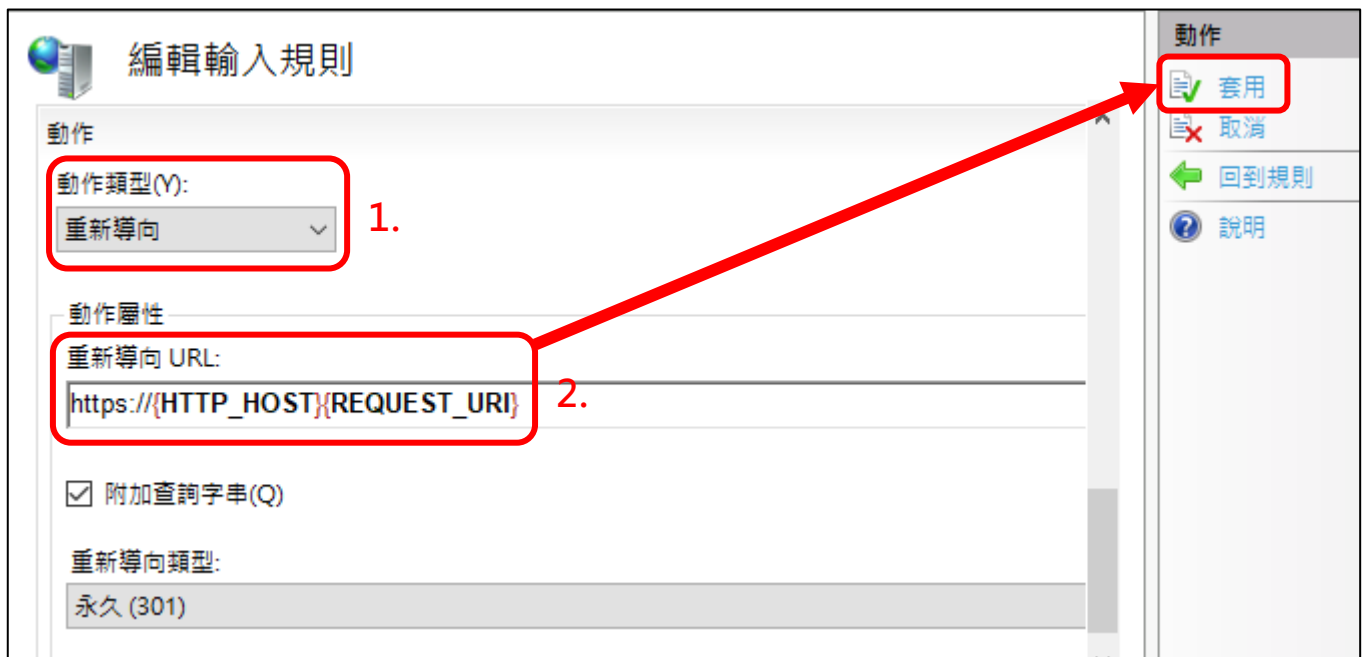 編輯輸入規則
動作
動作類型(Y):
重新導向
1.
動作屬性
重新導向 URL:
https://{HTTP_HOST}{REQUEST_URI}
2.
附加查詢字串(Q)
重新導向類型:
永久 (301)
動作
套用
取消
回到規則
說明